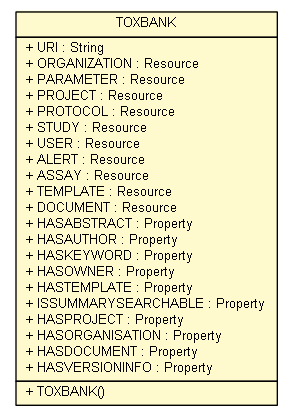 TOXBANK
+ URI : String
+ ORGANIZATION : Resource
+ PARAMETER : Resource
+ PROJECT : Resource
+ PROTOCOL : Resource
+ STUDY : Resource
+ USER : Resource
+ ALERT : Resource
+ ASSAY : Resource
+ TEMPLATE : Resource
+ DOCUMENT : Resource
+ HASABSTRACT : Property
+ HASAUTHOR : Property
+ HASKEYWORD : Property
+ HASOWNER : Property
+ HASTEMPLATE : Property
+ ISSUMMARYSEARCHABLE : Property
+ HASPROJECT : Property
+ HASORGANISATION : Property
+ HASDOCUMENT : Property
+ HASVERSIONINFO : Property
+ TOXBANK()